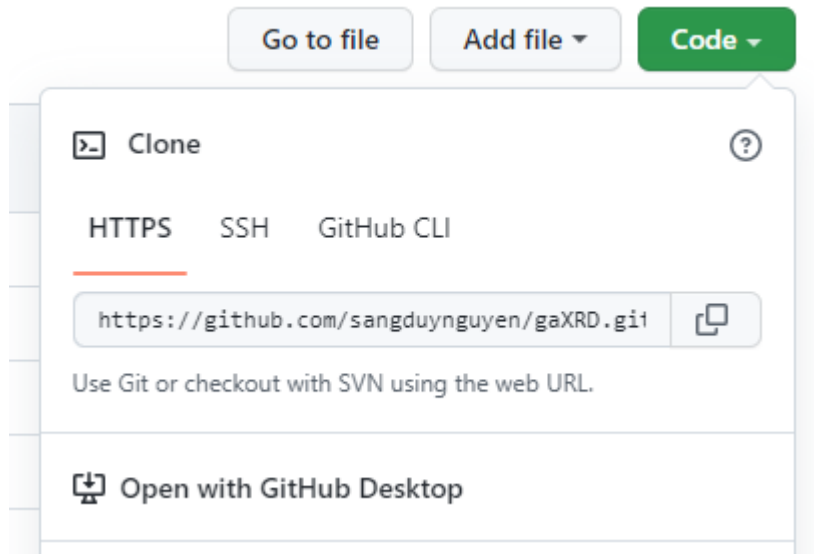 Go to file Add file Code
Clone
HTTPS SSH GitHub CLI
https://github.com/sangduynguyen/gaXRD.git
Use Git or checkout with SVN using the web URL.
Open with GitHub Desktop